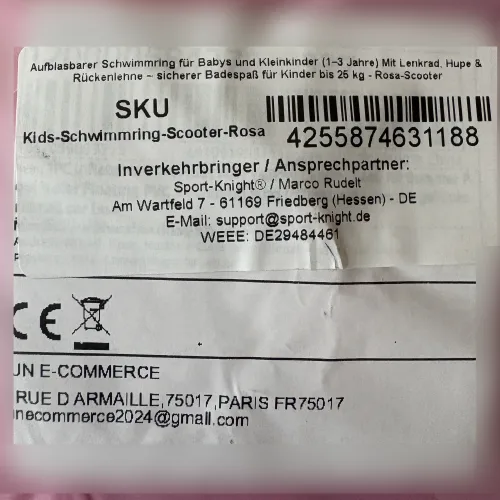 Aufblasbarer Schwimmring für Babys und Kleinkinder (1–3 Jahre) Mit Lenkrad, Hupe &
Rückenlehne – sicherer Badespaß für Kinder bis 25 kg - Rosa-Scooter
SKU
Kids-Schwimmring-Scooter-Rosa
4255874631188
Inverkehrbringer / Ansprechpartner:
Sport-Knight® / Marco Rudelt
Am Wartfeld 7 - 61169 Friedberg (Hessen) - DE
E-Mail: support@sport-knight.de
WEEE: DE29484461
CE
UN E-COMMERCE
RUE D ARMAILLE,75017,PARIS FR75017
necommerce2024@gmail.com